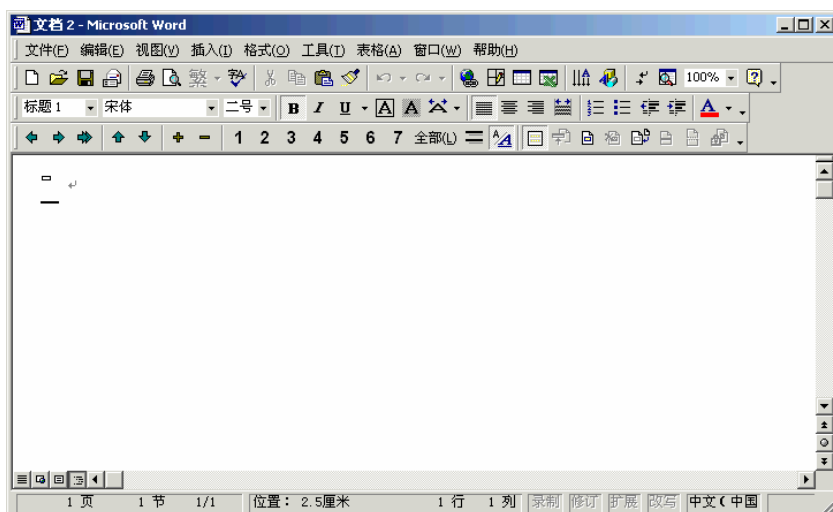 文档 2 - Microsoft Word
文件(F) 编辑(E) 视图(V) 插入(I) 格式(O) 工具(T) 表格(A) 窗口(W) 帮助(H)
繁 100%
标题 1 宋体 二号 B I U A A A
1 2 3 4 5 6 7 全部(L)
1 页 1 节 1/1 位置: 2.5厘米 1 行 1 列 录制 修订 扩展 改写 中文(中国